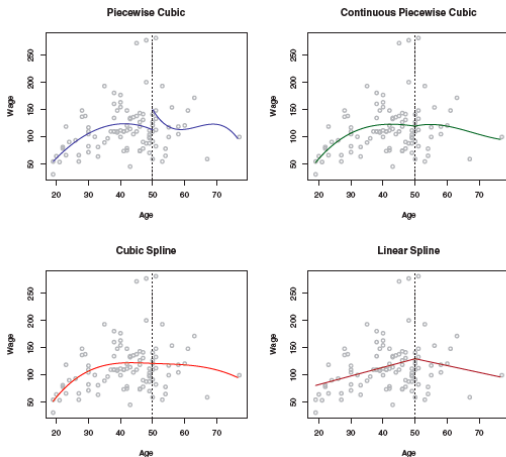 Piecewise Cubic
Wage
50 100 150 200 250
20 30 40 50 60 70
Age
Continuous Piecewise Cubic
Wage
50 100 150 200 250
20 30 40 50 60 70
Age
Cubic Spline
Wage
50 100 150 200 250
20 30 40 50 60 70
Age
Linear Spline
Wage
50 100 150 200 250
20 30 40 50 60 70
Age